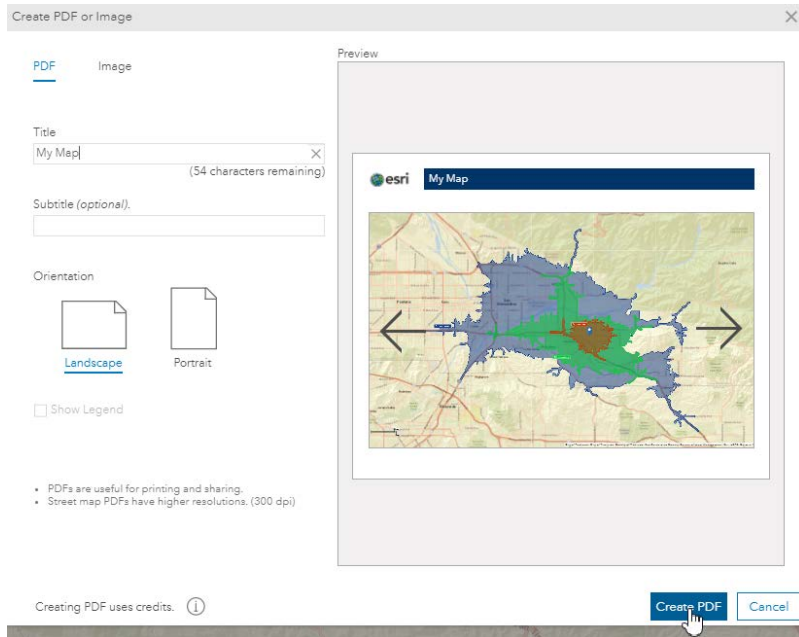 Create PDF or Image
PDF Image
Preview
Title
My Map
(54 characters remaining)
esri My Map
Subtitle (optional).
Orientation
Landscape Portrait
Show Legend
• PDFs are useful for printing and sharing.
• Street map PDFs have higher resolutions. (300 dpi)
Creating PDF uses credits.
Create PDF Cancel